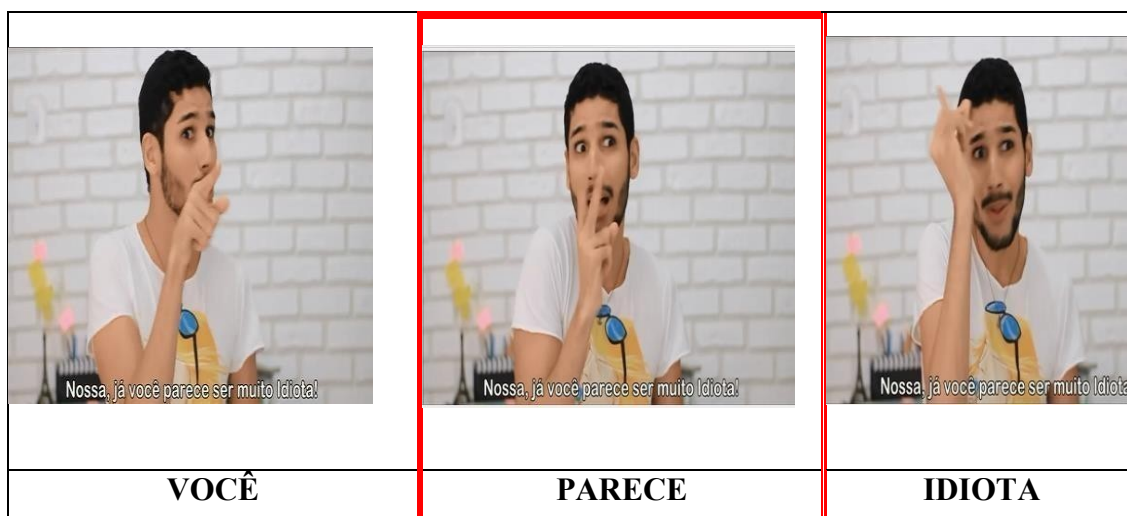 Nossa, já você parece ser muito Idiota!
Nossa, já você parece ser muito Idiota!
Nossa, já você parece ser muito Idiota
VOCÊ
PARECE
IDIOTA